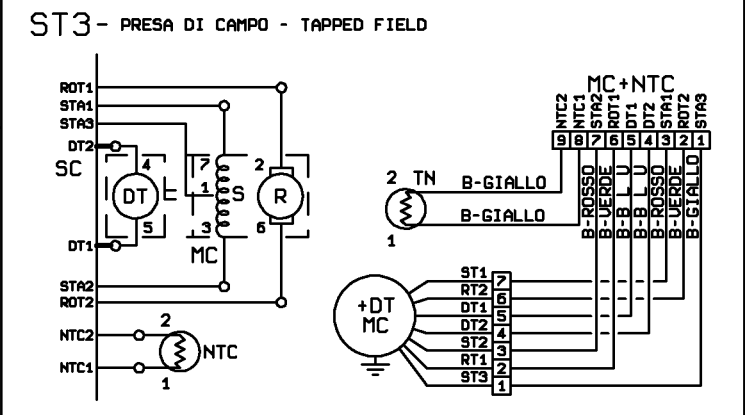 ST3 - PRESA DI CAMPO - TAPPED FIELD
ROT1
STA1
STA3
DT2
SC
4
7
2
DT
1
S
R
5
3
6
DT1
MC
STA2
ROT2
NTC2
2
NTC
NTC1
1
MC+NTC
NTC2
NTC1
STA2
ROT1
DT1
DT2
STA1
ROT2
STA3
9 8 7 6 5 4 3 2 1
B-ROSSO
B-VERDE
B-B L U
B-B L U
B-ROSSO
B-VERDE
B-GIALLO
2 TN
B-GIALLO
B-GIALLO
1
+DT
MC
ST1 7
RT2 6
DT1 5
DT2 4
ST2 3
RT1 2
ST3 1